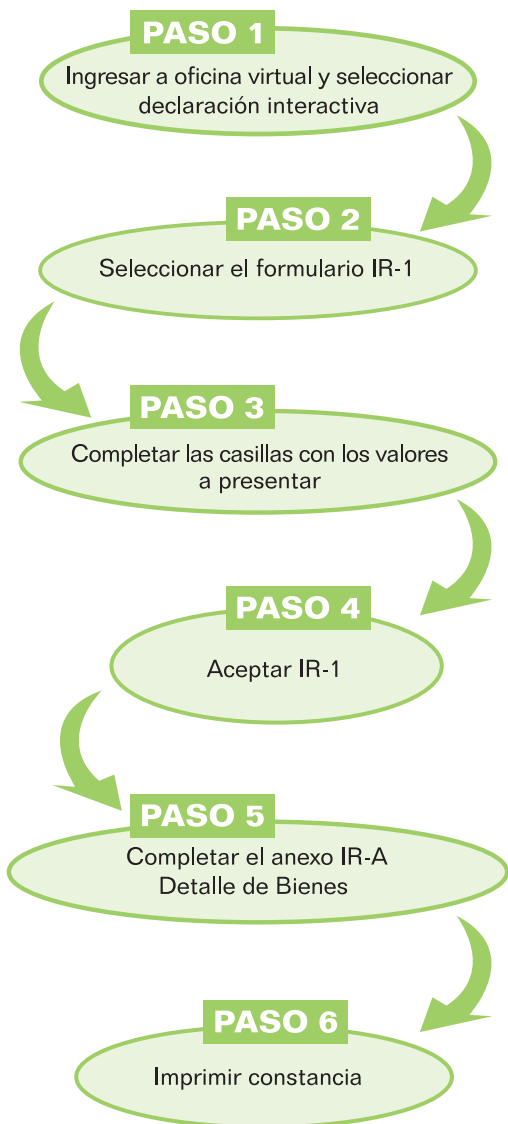 PASO 1
Ingresar a oficina virtual y seleccionar
declaración interactiva
PASO 2
Seleccionar el formulario IR-1
PASO 3
Completar las casillas con los valores
a presentar
PASO 4
Aceptar IR-1
PASO 5
Completar el anexo IR-A
Detalle de Bienes
PASO 6
Imprimir constancia